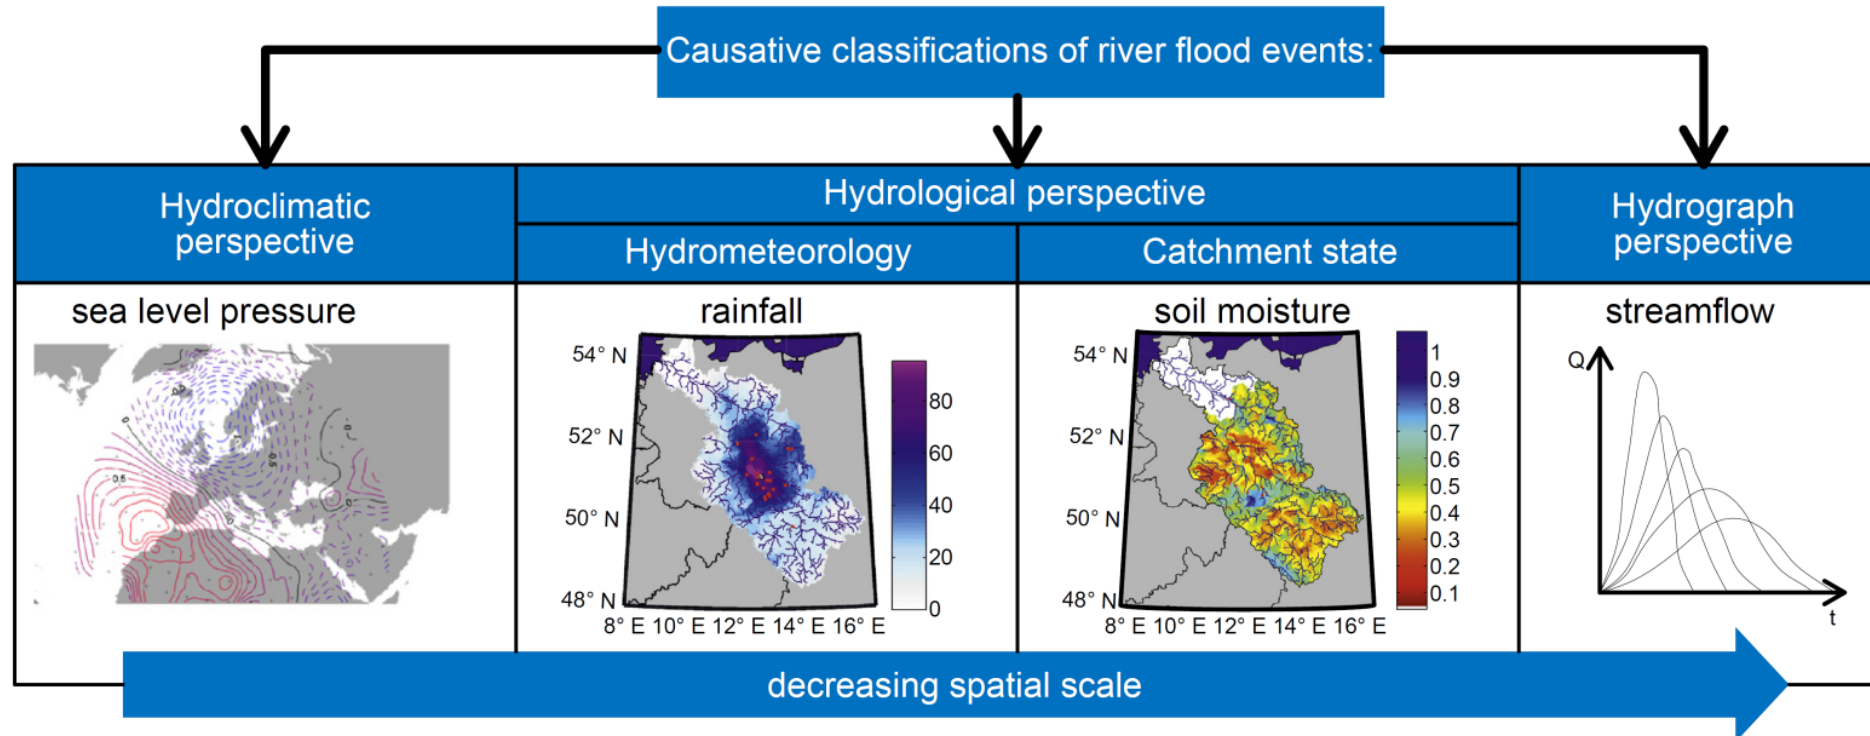 Causative classifications of river flood events:
Hydroclimatic
perspective
Hydrological perspective
Hydrometeorology
Catchment state
Hydrograph
perspective
sea level pressure
rainfall
54° N
52° N
50° N
48° N
8° E 10° E 12° E 14° E 16° E
80
60
40
20
0
soil moisture
54° N
52° N
50° N
48° N
8° E 10° E 12° E 14° E 16° E
1
0.9
0.8
0.7
0.6
0.5
0.4
0.3
0.2
0.1
streamflow
Q
t
decreasing spatial scale